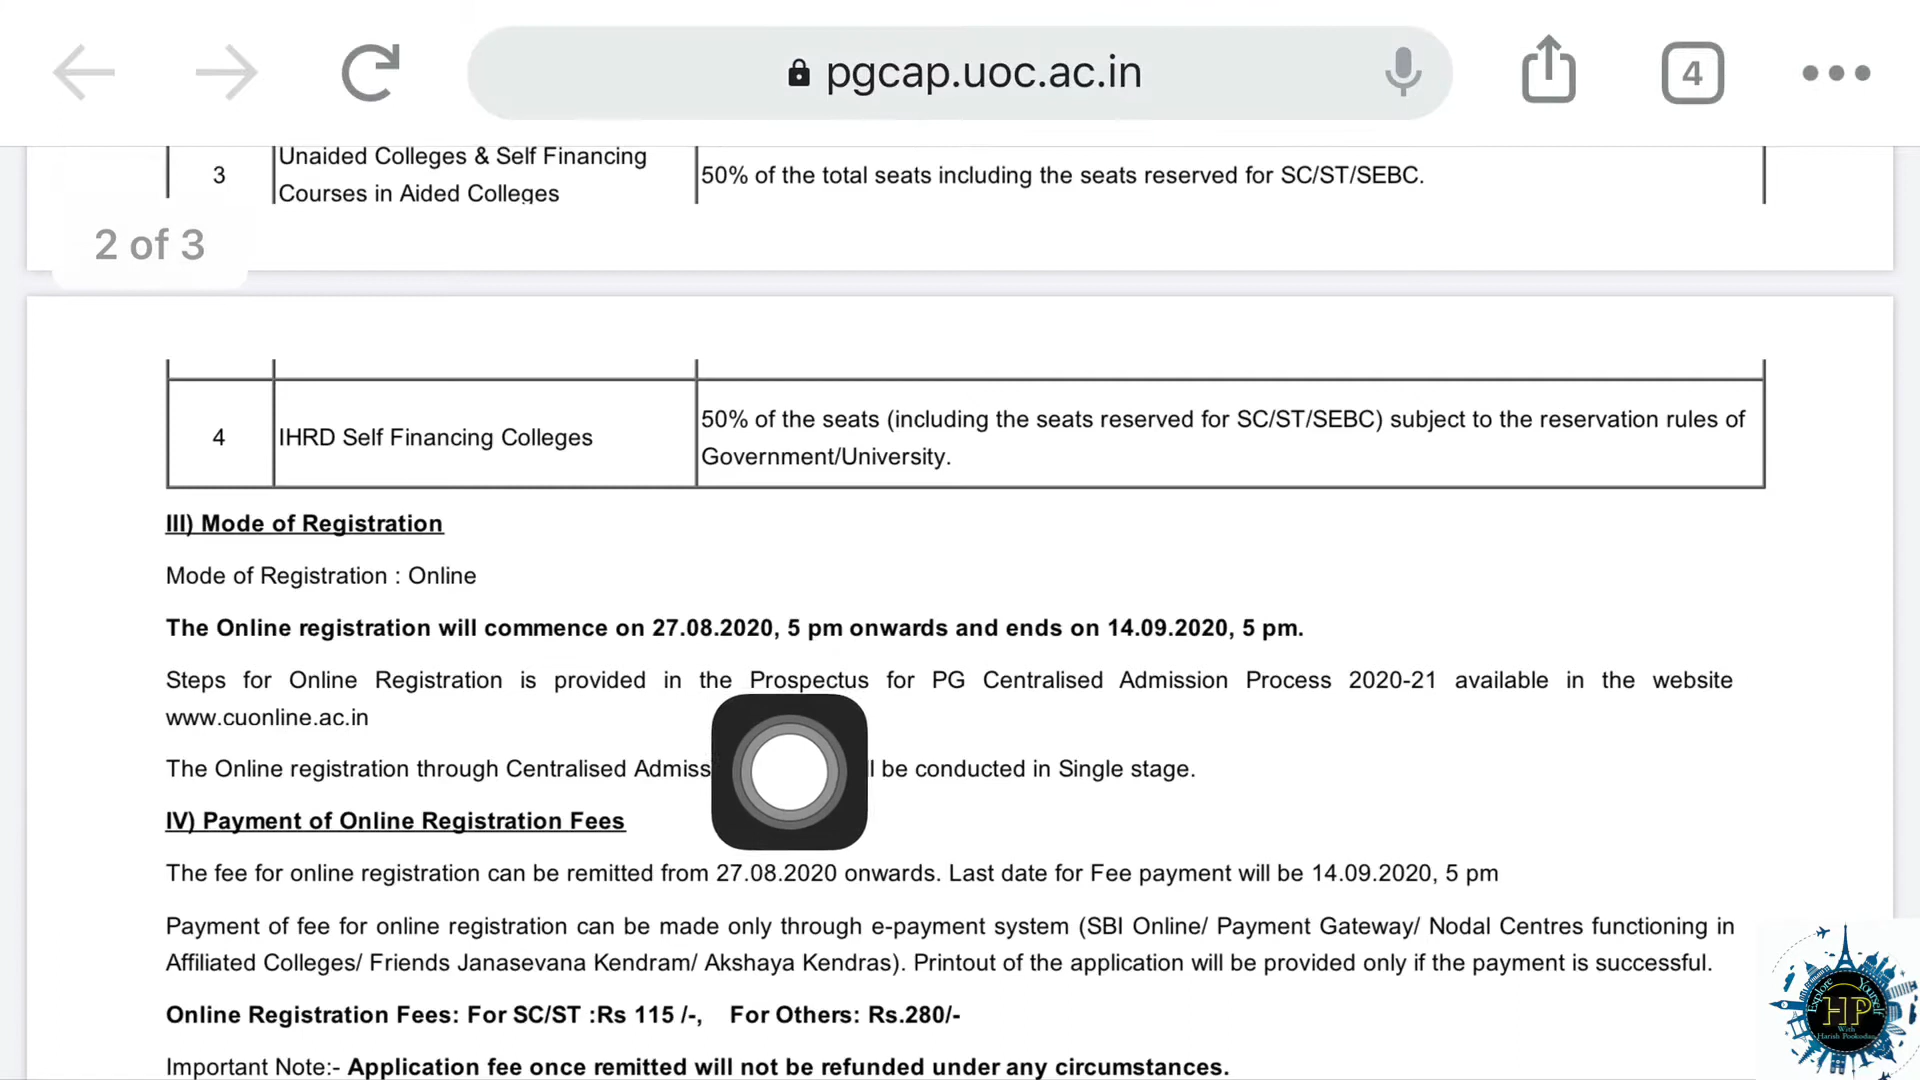 pgcap.uoc.ac.in
4
3
Unaided Colleges & Self Financing
Courses in Aided Colleges
50% of the total seats including the seats reserved for SC/ST/SEBC.
2 of 3
4
IHRD Self Financing Colleges
50% of the seats (including the seats reserved for SC/ST/SEBC) subject to the reservation rules of
Government/University.
III) Mode of Registration
Mode of Registration : Online
The Online registration will commence on 27.08.2020, 5 pm onwards and ends on 14.09.2020, 5 pm.
Steps for Online Registration is provided in the Prospectus for PG Centralised Admission Process 2020-21 available in the website
www.cuonline.ac.in
The Online registration through Centralised Admiss l be conducted in Single stage.
IV) Payment of Online Registration Fees
The fee for online registration can be remitted from 27.08.2020 onwards. Last date for Fee payment will be 14.09.2020, 5 pm
Payment of fee for online registration can be made only through e-payment system (SBI Online/ Payment Gateway/ Nodal Centres functioning in
Affiliated Colleges/ Friends Janasevana Kendram/ Akshaya Kendras). Printout of the application will be provided only if the payment is successful.
Online Registration Fees: For SC/ST :Rs 115 /-, For Others: Rs.280/-
Important Note:- Application fee once remitted will not be refunded under any circumstances.
Explore Yourself
HP
With
Harish Pookodan